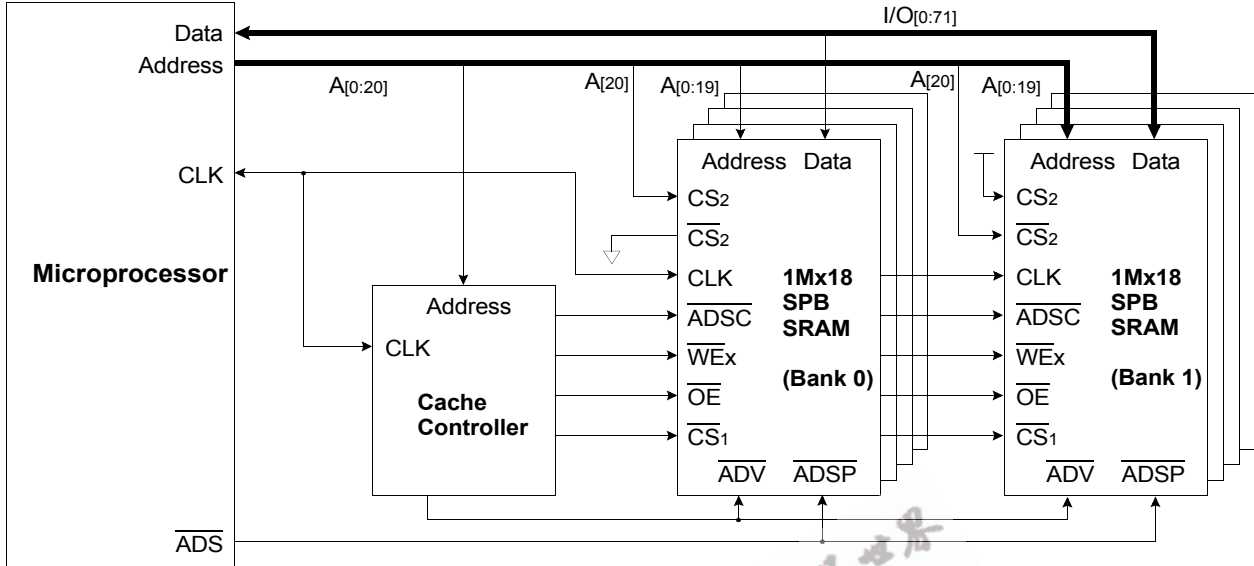 I/O[0:71]
Data
Address
A[0:20]
A[20]
A[0:19]
A[20]
A[0:19]
CLK
Microprocessor
ADS
Address
CLK
Cache
Controller
Address Data
CS2
CS2
CLK
ADSC
WEx
OE
CS1
1Mx18
SPB
SRAM
(Bank 0)
ADV ADSP
Address Data
CS2
CS2
CLK
ADSC
WEx
OE
CS1
1Mx18
SPB
SRAM
(Bank 1)
ADV ADSP